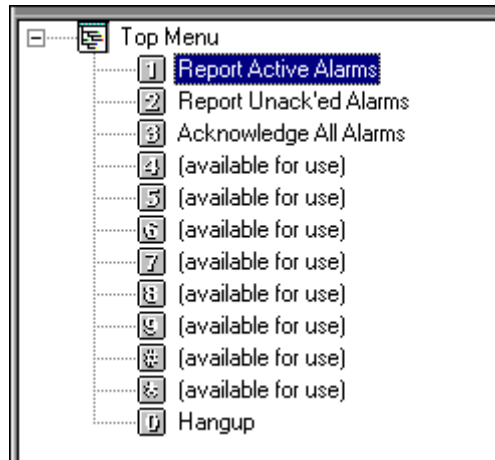 Top Menu
1 Report Active Alarms
2 Report Unack'ed Alarms
3 Acknowledge All Alarms
4 (available for use)
5 (available for use)
6 (available for use)
7 (available for use)
8 (available for use)
9 (available for use)
# (available for use)
* (available for use)
0 Hangup